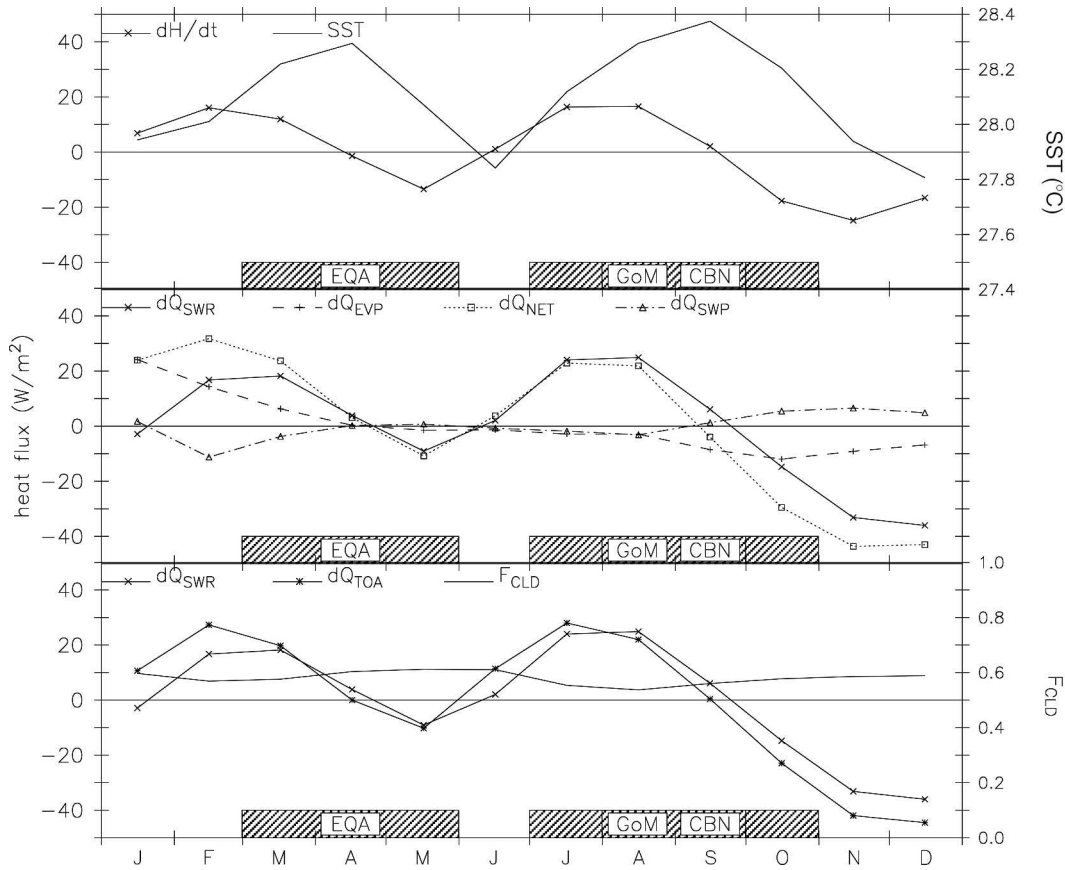 dH/dt SST
40
20
0
-20
-40
28.4
28.2
28.0
27.8
27.6
27.4
SST (°C)
EQA GoM CBN
dQSWR dQEVP dQNET dQSWP
40
20
0
-20
-40
heat flux (W/m²)
EQA GoM CBN
dQSWR dQTOA FCLD
40
20
0
-20
-40
1.0
0.8
0.6
0.4
0.2
0.0
FCLD
EQA GoM CBN
J F M A M J J A S O N D